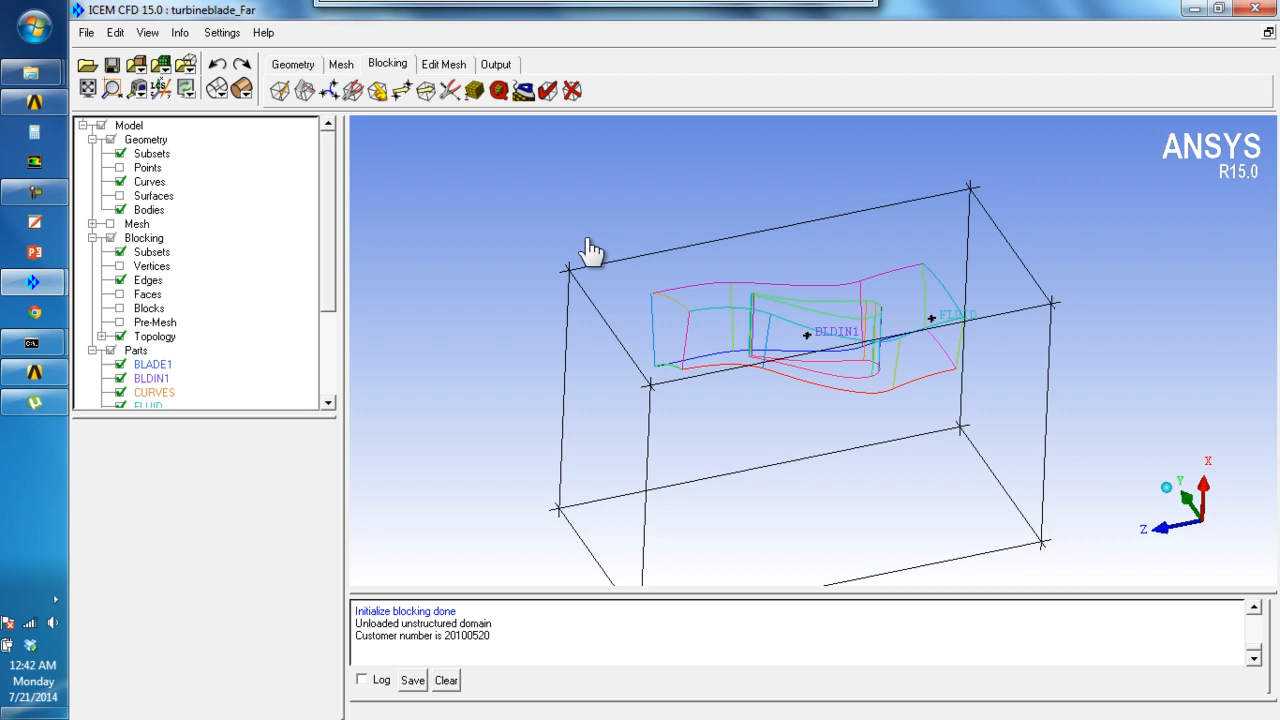 ICEM CFD 15.0 : turbineblade_Far
File Edit View Info Settings Help
Geometry Mesh Blocking Edit Mesh Output
LCS
Model
Geometry
Subsets
Points
Curves
Surfaces
Bodies
Mesh
Blocking
Subsets
Vertices
Edges
Faces
Blocks
Pre-Mesh
Topology
Parts
BLADE1
BLDIN1
CURVES
FLUID
ANSYS
R15.0
FLUID
BLDIN1
X
Y
Z
Initialize blocking done
Unloaded unstructured domain
Customer number is 20100520
Log Save Clear
12:42 AM
Monday
7/21/2014